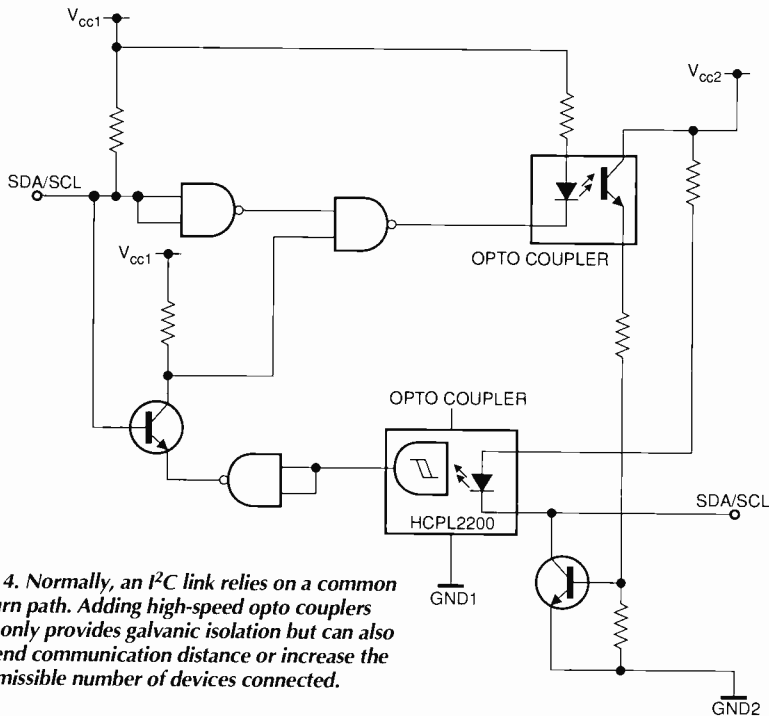 Vcc1
Vcc2
SDA/SCL
Vcc1
OPTO COUPLER
OPTO COUPLER
HCPL2200
SDA/SCL
GND1
4. Normally, an I²C link relies on a common
urn path. Adding high-speed opto couplers
only provides galvanic isolation but can also
end communication distance or increase the
missible number of devices connected.
GND2